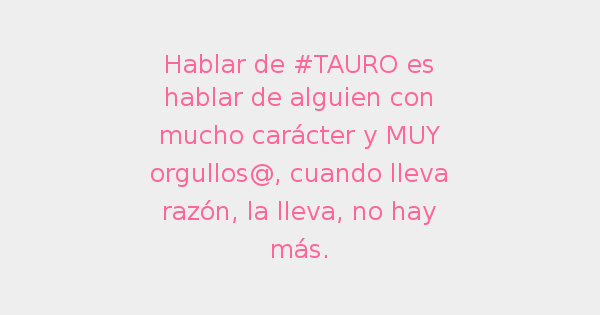 Hablar de #TAURO es
hablar de alguien con
mucho carácter y MUY
orgullos@, cuando lleva
razón, la lleva, no hay
más.